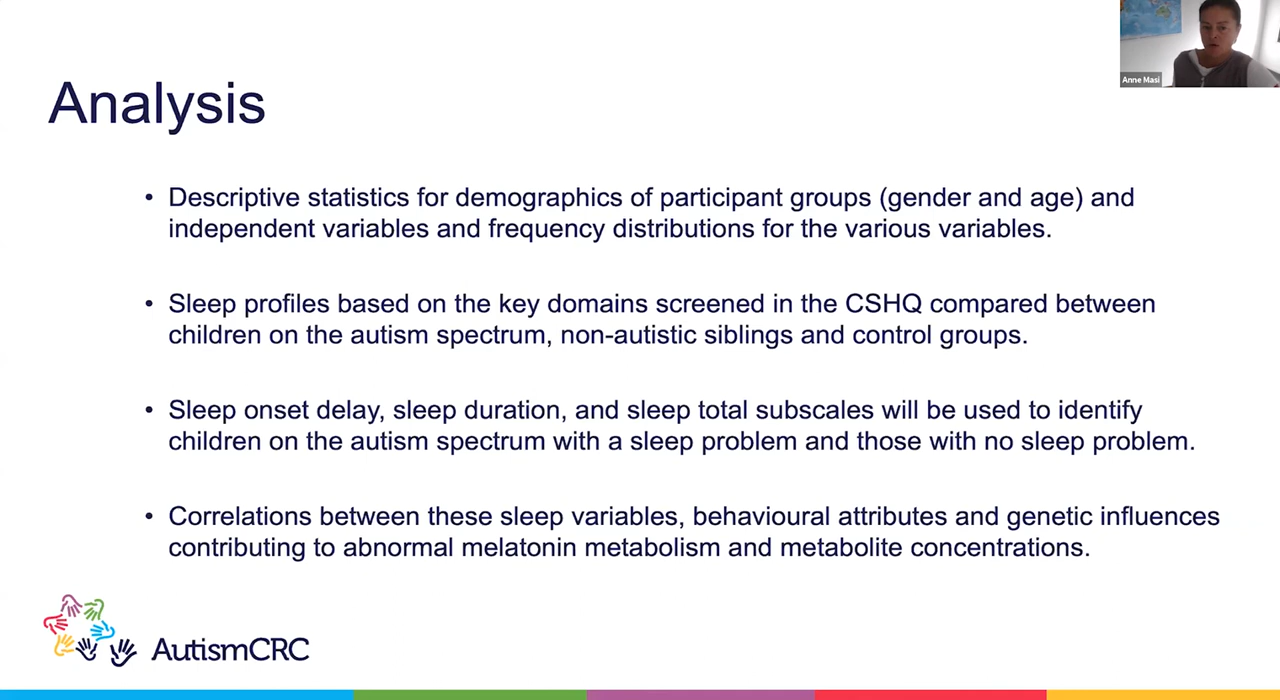 Anne Masi
Analysis
• Descriptive statistics for demographics of participant groups (gender and age) and
independent variables and frequency distributions for the various variables.
• Sleep profiles based on the key domains screened in the CSHQ compared between
children on the autism spectrum, non-autistic siblings and control groups.
• Sleep onset delay, sleep duration, and sleep total subscales will be used to identify
children on the autism spectrum with a sleep problem and those with no sleep problem.
• Correlations between these sleep variables, behavioural attributes and genetic influences
contributing to abnormal melatonin metabolism and metabolite concentrations.
AutismCRC